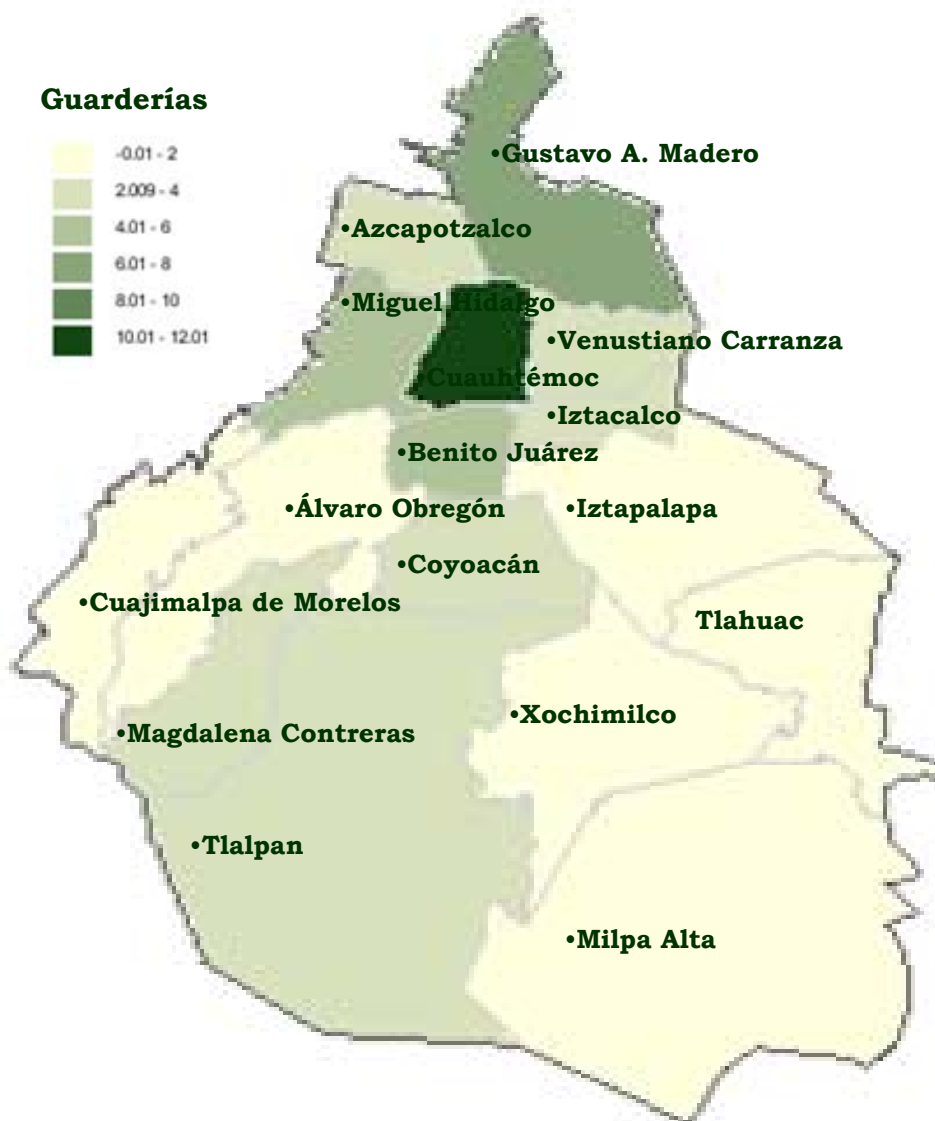 Guarderías
-0.01 - 2
2.009 - 4
4.01 - 6
6.01 - 8
8.01 - 10
10.01 - 12.01
•Gustavo A. Madero
•Azcapotzalco
•Miguel Hidalgo
•Venustiano Carranza
•Cuauhtémoc
•Iztacalco
•Benito Juárez
•Álvaro Obregón
•Iztapalapa
•Coyoacán
•Cuajimalpa de Morelos
Tlahuac
•Xochimilco
•Magdalena Contreras
•Tlalpan
•Milpa Alta